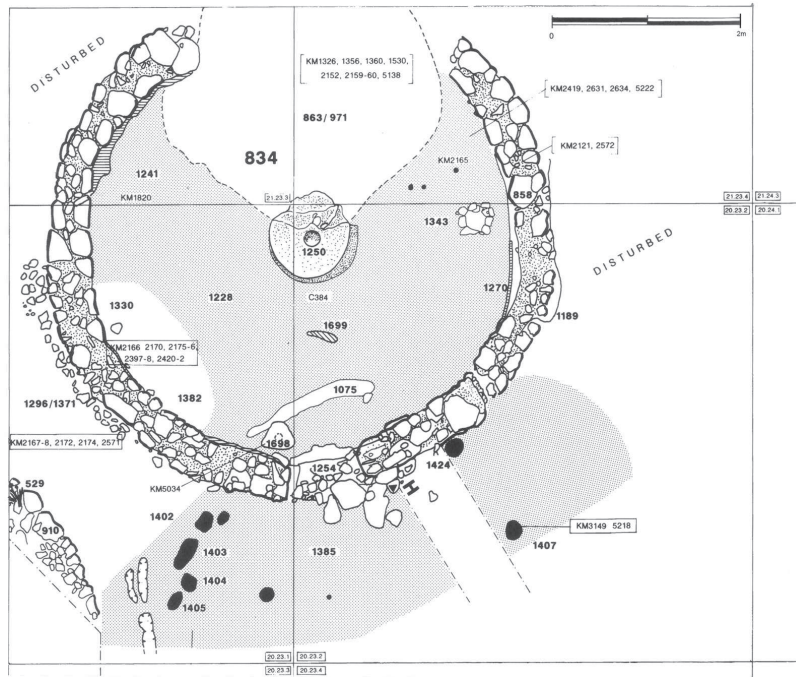 DISTURBED
KM1326, 1356, 1360, 1530,
2152, 2159-60, 5138
0 2m
KM2419, 2631, 2634, 5222
863/971
KM2121, 2572
834
1241
KM2165
KM1820
21.23.3
858
21.23.4 21.24.3
20.23.2 20.24.1
1343
DISTURBED
1250
1270
1330
1228
C384
1189
1699
KM2166 2170, 2175-6,
2397-8, 2420-2
1075
1296/1371
1382
KM2167-8, 2172, 2174, 2571
1698
1254
1424
529
KM5034
H
1402
KM3149 5218
910
1403
1385
1407
1404
1405
20.23.1 20.23.2
20.23.3 20.23.4